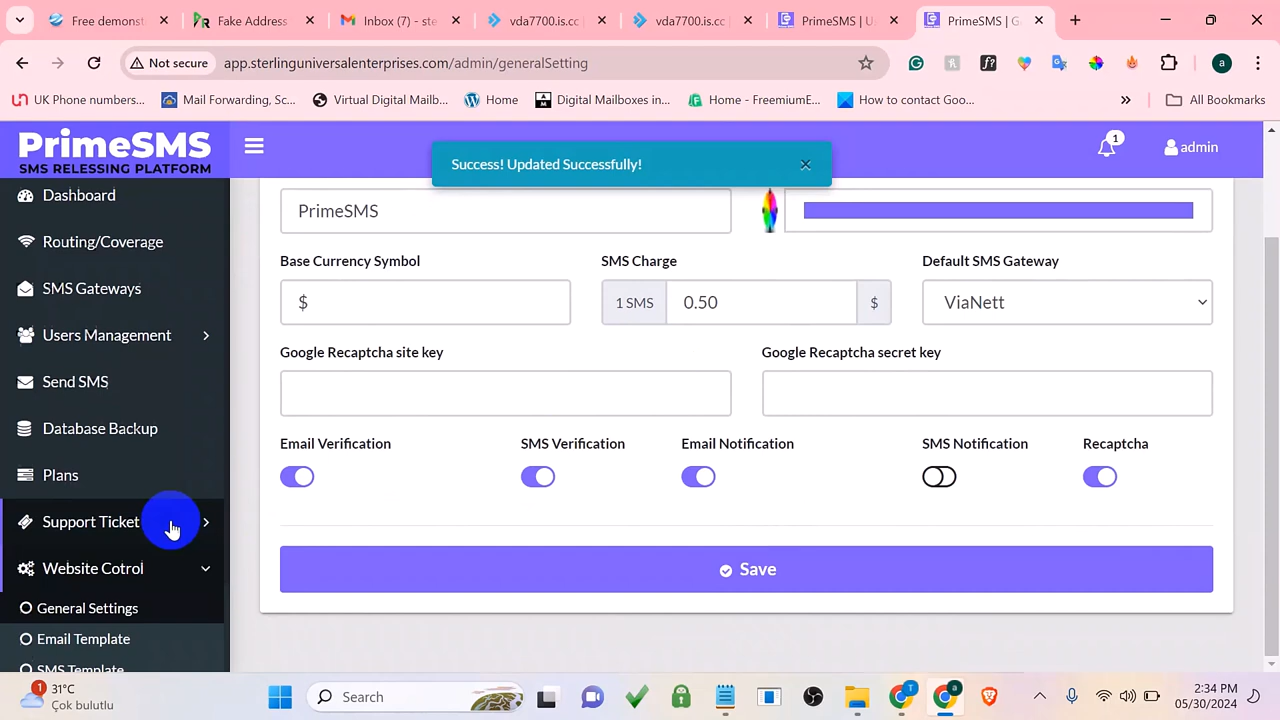 Free demonst
Fake Address
Inbox (7) - ste
vda7700.is.cc |
vda7700.is.cc |
PrimeSMS | U
PrimeSMS | G
Not secure
app.sterlinguniversalenterprises.com/admin/generalSetting
a
UK Phone numbers...
Mail Forwarding, Sc...
Virtual Digital Mailb...
Home
Digital Mailboxes in...
Home - FreemiumE...
How to contact Goo...
All Bookmarks
PrimeSMS
SMS RELESSING PLATFORM
Success! Updated Successfully!
1
admin
Dashboard
Routing/Coverage
SMS Gateways
Users Management
Send SMS
Database Backup
Plans
Support Ticket
Website Cotrol
General Settings
Email Template
SMS Template
PrimeSMS
Base Currency Symbol
SMS Charge
Default SMS Gateway
$
1 SMS
0.50
$
ViaNett
Google Recaptcha site key
Google Recaptcha secret key
Email Verification
SMS Verification
Email Notification
SMS Notification
Recaptcha
Save
1
31°C
Çok bulutlu
Search
T
a
2:34 PM
05/30/2024